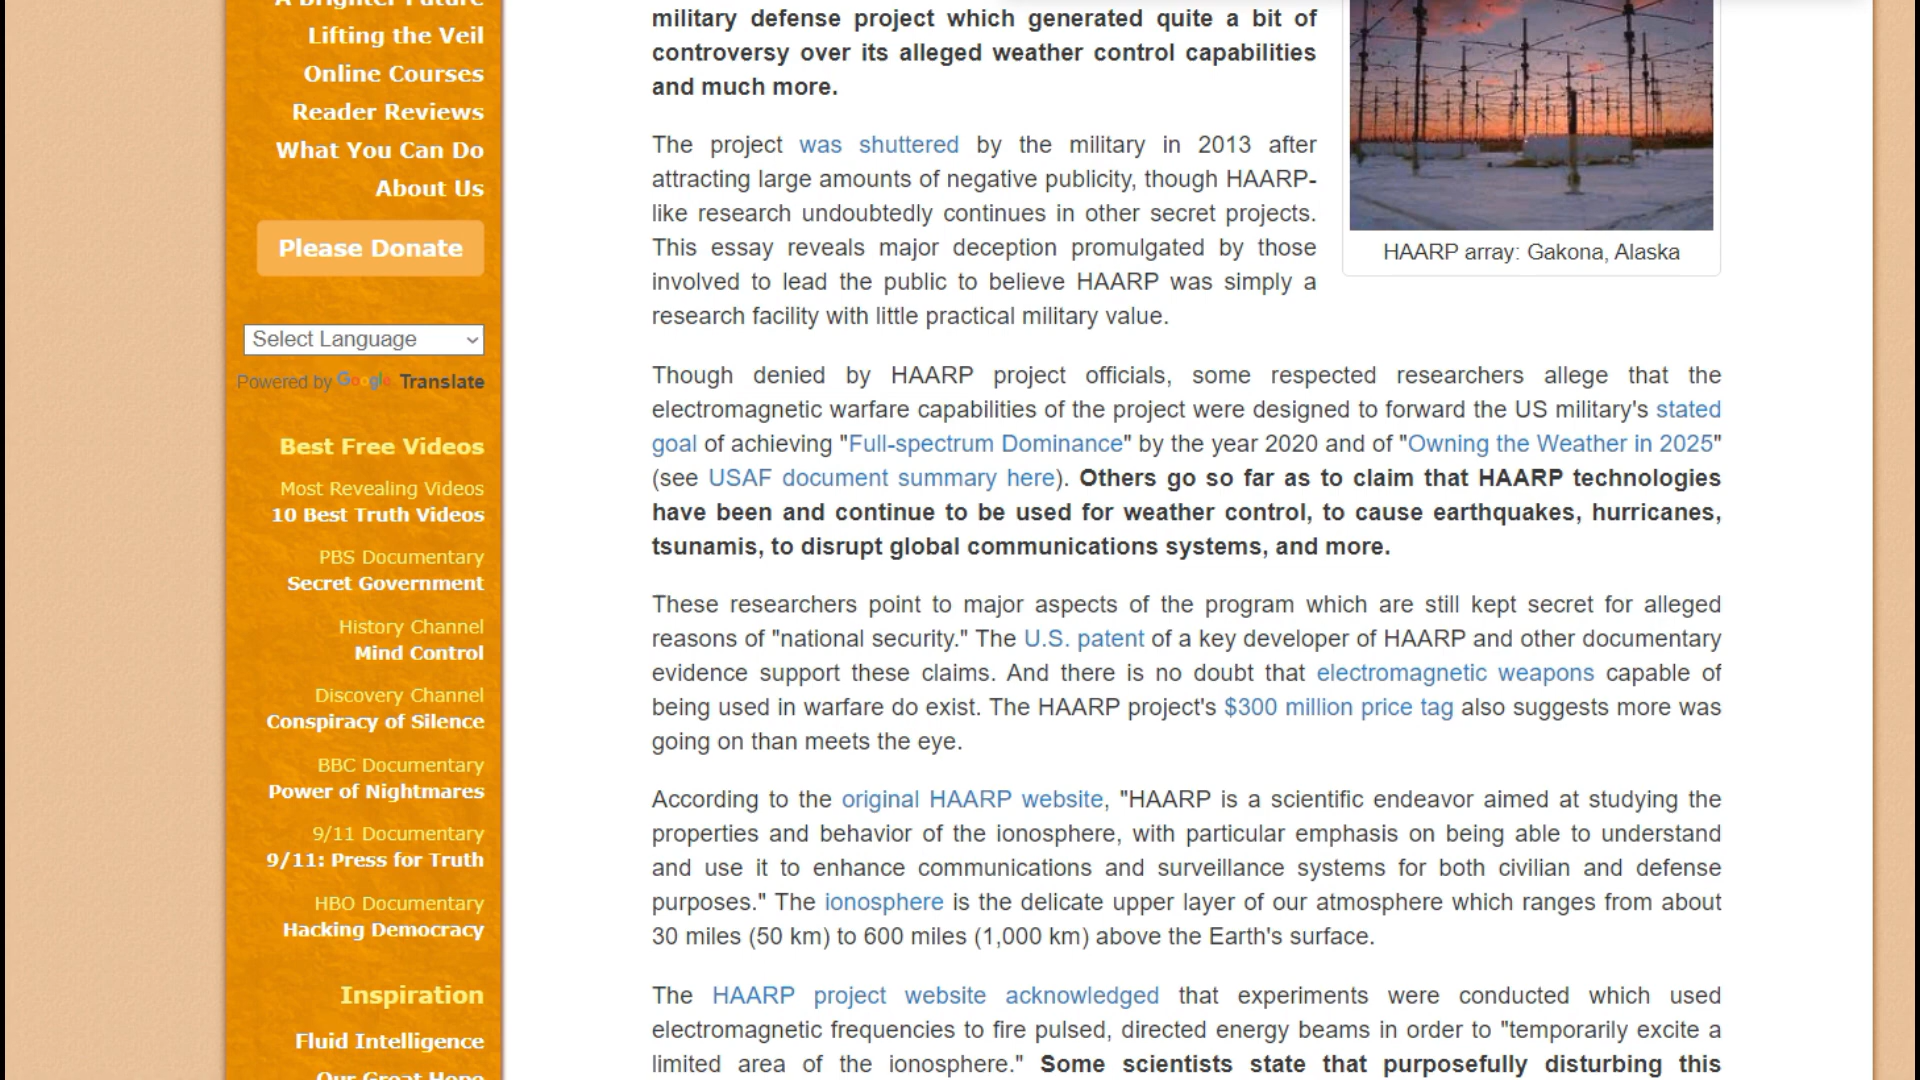 A Brighter Future
Lifting the Veil
Online Courses
Reader Reviews
What You Can Do
About Us
Please Donate
Select Language
Powered by Google Translate
Best Free Videos
Most Revealing Videos
10 Best Truth Videos
PBS Documentary
Secret Government
History Channel
Mind Control
Discovery Channel
Conspiracy of Silence
BBC Documentary
Power of Nightmares
9/11 Documentary
9/11: Press for Truth
HBO Documentary
Hacking Democracy
Inspiration
Fluid Intelligence
Our Great Hope
military defense project which generated quite a bit of
controversy over its alleged weather control capabilities
and much more.
The project was shuttered by the military in 2013 after
attracting large amounts of negative publicity, though HAARP-
like research undoubtedly continues in other secret projects.
This essay reveals major deception promulgated by those
involved to lead the public to believe HAARP was simply a
research facility with little practical military value.
HAARP array: Gakona, Alaska
Though denied by HAARP project officials, some respected researchers allege that the
electromagnetic warfare capabilities of the project were designed to forward the US military's stated
goal of achieving "Full-spectrum Dominance" by the year 2020 and of "Owning the Weather in 2025"
(see USAF document summary here). Others go so far as to claim that HAARP technologies
have been and continue to be used for weather control, to cause earthquakes, hurricanes,
tsunamis, to disrupt global communications systems, and more.
These researchers point to major aspects of the program which are still kept secret for alleged
reasons of "national security." The U.S. patent of a key developer of HAARP and other documentary
evidence support these claims. And there is no doubt that electromagnetic weapons capable of
being used in warfare do exist. The HAARP project's $300 million price tag also suggests more was
going on than meets the eye.
According to the original HAARP website, "HAARP is a scientific endeavor aimed at studying the
properties and behavior of the ionosphere, with particular emphasis on being able to understand
and use it to enhance communications and surveillance systems for both civilian and defense
purposes." The ionosphere is the delicate upper layer of our atmosphere which ranges from about
30 miles (50 km) to 600 miles (1,000 km) above the Earth's surface.
The HAARP project website acknowledged that experiments were conducted which used
electromagnetic frequencies to fire pulsed, directed energy beams in order to "temporarily excite a
limited area of the ionosphere." Some scientists state that purposefully disturbing this